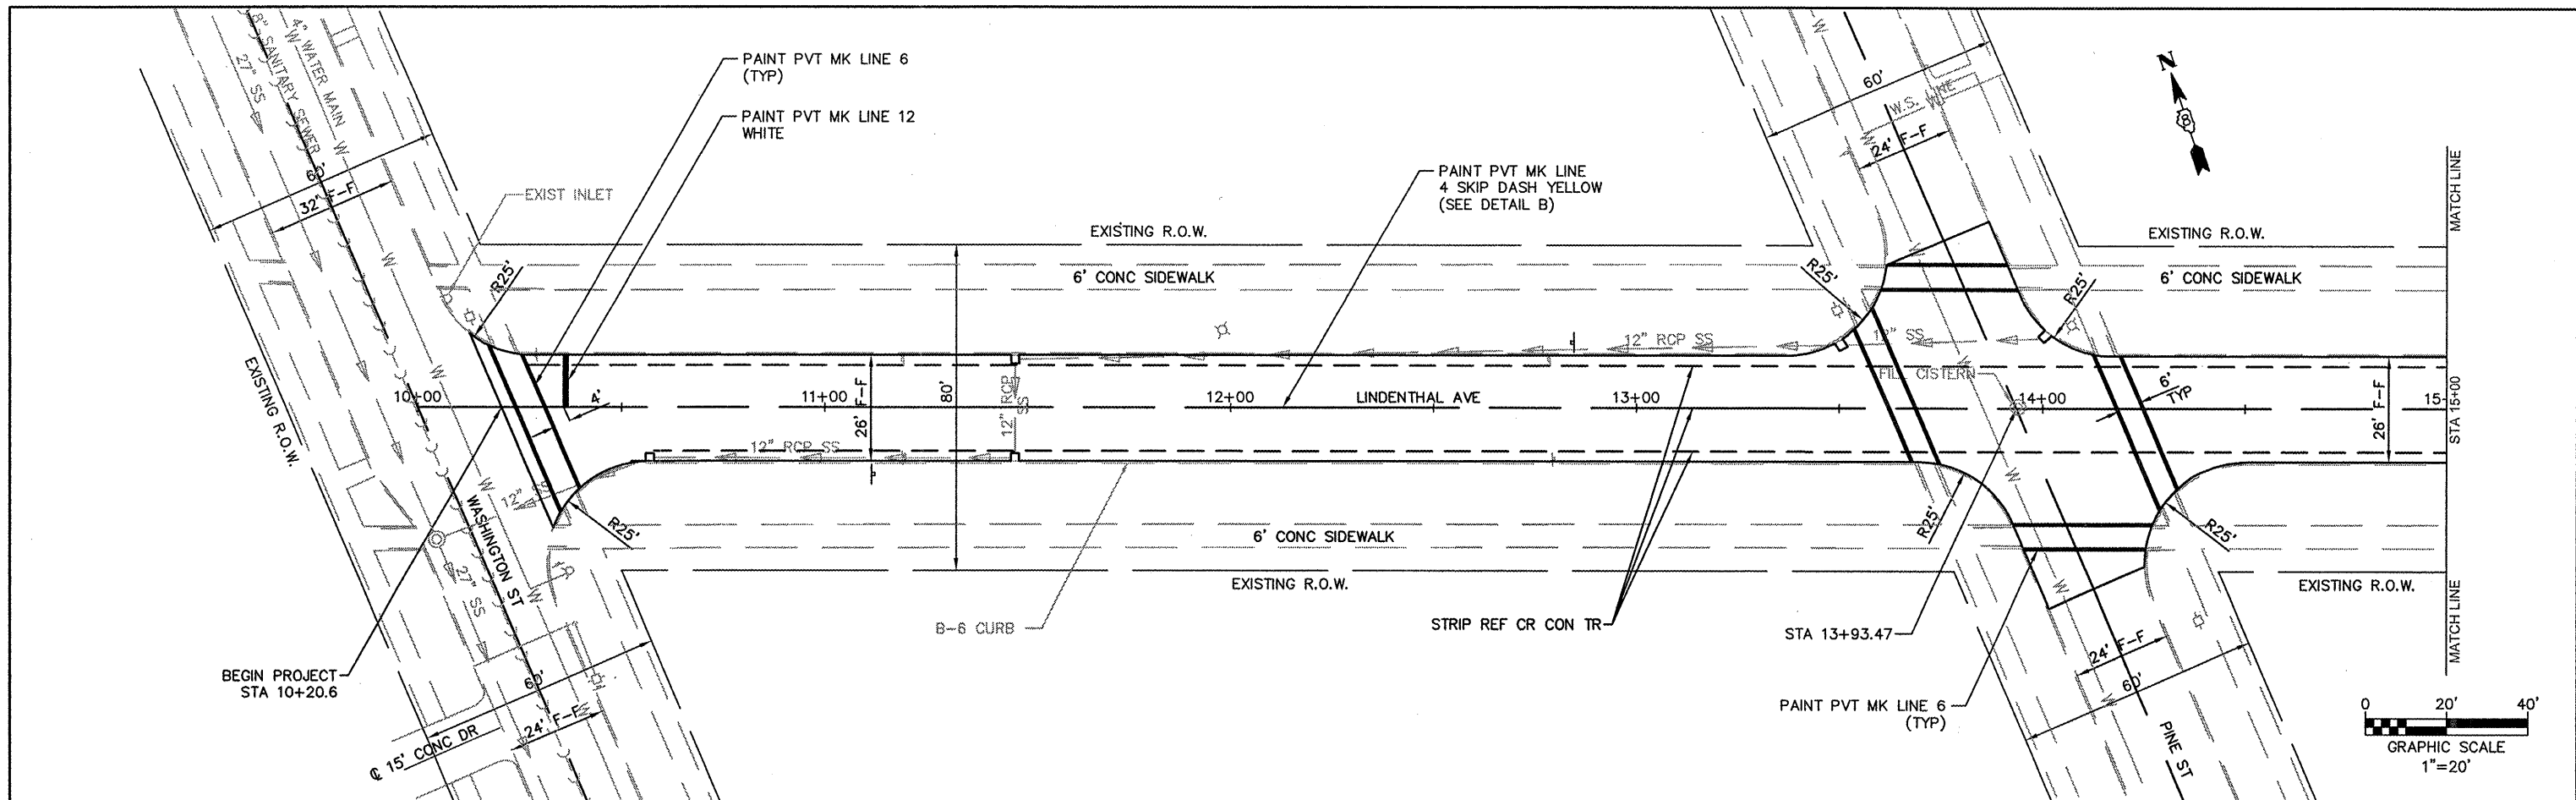 27" SS
8" SANITARY SEWER
4" WATER MAIN
W
W
60'
32' F-F
PAINT PVT MK LINE 6
(TYP)
PAINT PVT MK LINE 12
WHITE
EXIST INLET
PAINT PVT MK LINE
4 SKIP DASH YELLOW
(SEE DETAIL B)
60'
W.S. LINE
24' F-F
N
8
MATCH LINE
EXISTING R.O.W.
6' CONC SIDEWALK
EXISTING R.O.W.
6' CONC SIDEWALK
R25'
R25'
R25'
12" RCP SS
12" SS
FILL CISTERN
EXISTING R.O.W.
10+00
4'
11+00
26' F-F
80'
12" RCP
SS
12+00
LINDENTHAL AVE
13+00
14+00
6'
TYP
26' F-F
15+
STA 15+00
12" RCP SS
12" SS
WASHINGTON ST
27" SS
R25'
6' CONC SIDEWALK
EXISTING R.O.W.
R25'
R25'
EXISTING R.O.W.
MATCH LINE
B-6 CURB
STRIP REF CR CON TR
STA 13+93.47
BEGIN PROJECT
STA 10+20.6
60'
24' F-F
℄ 15' CONC DR
24' F-F
60'
PAINT PVT MK LINE 6
(TYP)
PINE ST
0 20' 40'
GRAPHIC SCALE
1"=20'